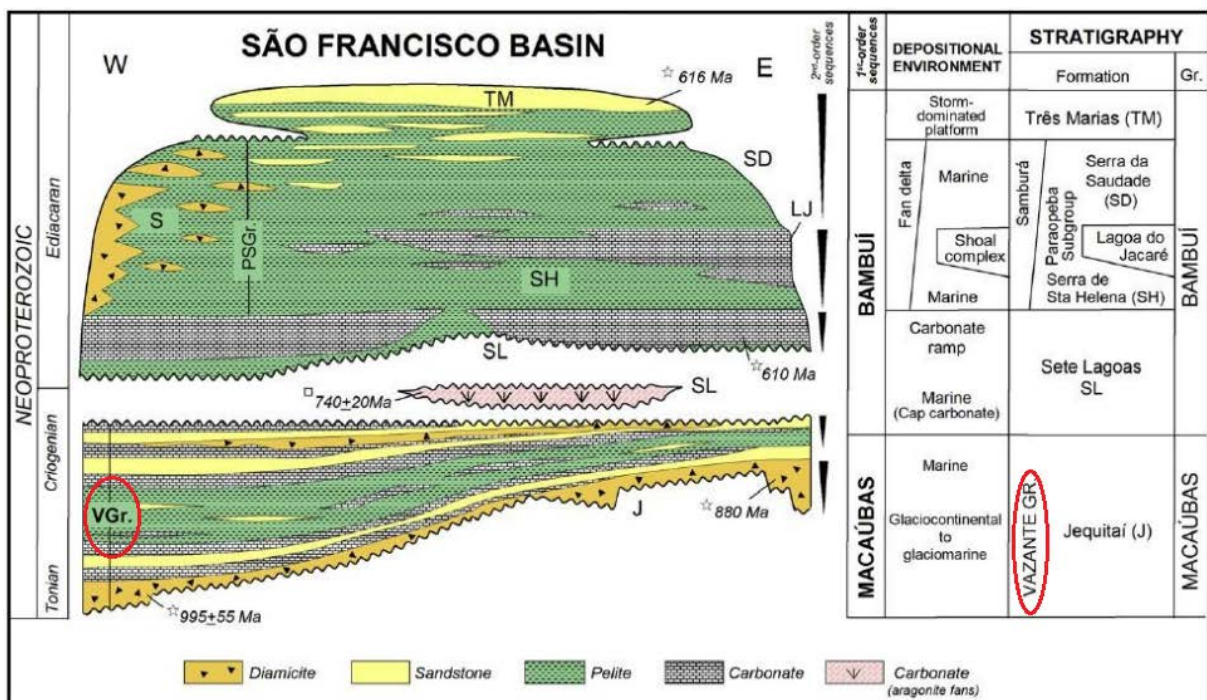 SÃO FRANCISCO BASIN
W
E
2nd-order sequences
1st-order sequences
DEPOSITIONAL ENVIRONMENT
STRATIGRAPHY
Formation
Gr.
NEOPROTEROZOIC
Ediacaran
Criogenian
Tonian
616 Ma
TM
SD
LJ
S
PSGr.
SH
SL
610 Ma
740±20Ma
SL
VGr.
J
880 Ma
995±55 Ma
BAMBUÍ
Storm-
dominated
platform
Três Marias (TM)
Fan delta
Marine
Shoal
complex
Marine
Samburá
Paraopeba
Subgroup
Serra da
Saudade
(SD)
Lagoa do
Jacaré
Serra de
Sta Helena (SH)
BAMBUÍ
Carbonate
ramp
Marine
(Cap carbonate)
Sete Lagoas
SL
MACAÚBAS
Marine
Glaciocontinental
to
glaciomarine
VAZANTE GR.
Jequitaí (J)
MACAÚBAS
Diamicite
Sandstone
Pelite
Carbonate
Carbonate
(aragonite fans)